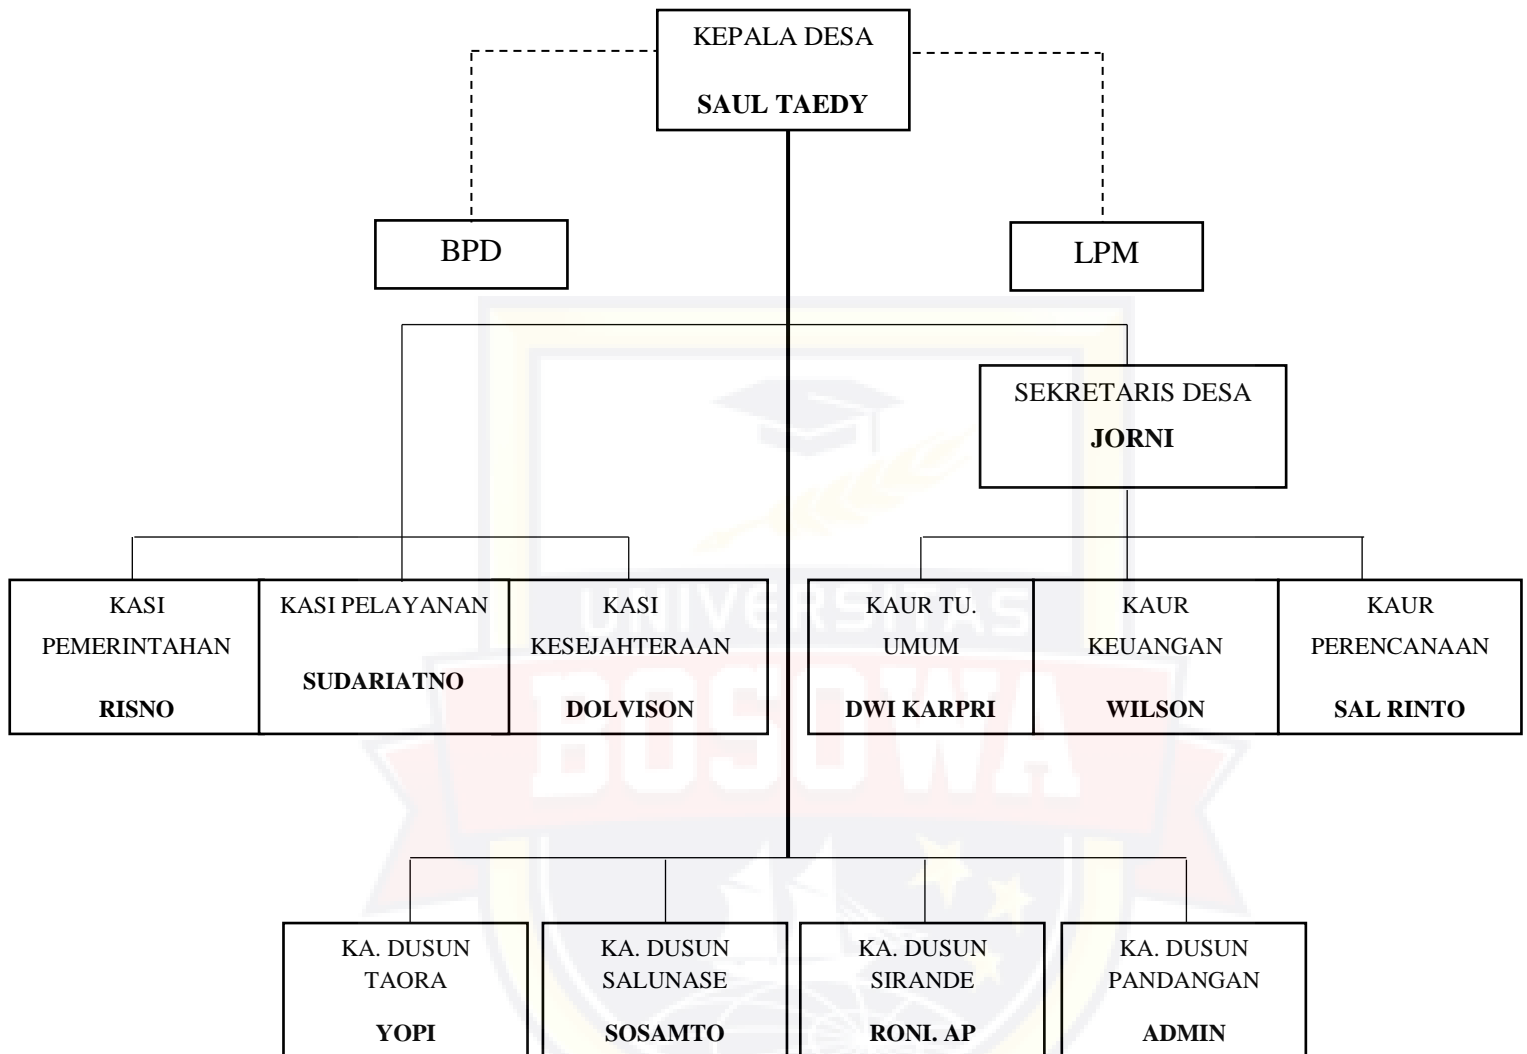 KEPALA DESA
SAUL TAEDY
BPD
LPM
SEKRETARIS DESA
JORNI
KASI
PEMERINTAHAN
RISNO
KASI PELAYANAN
SUDARIATNO
KASI
KESEJAHTERAAN
DOLVISON
KAUR TU.
UMUM
DWI KARPRI
KAUR
KEUANGAN
WILSON
KAUR
PERENCANAAN
SAL RINTO
UNIVERSITAS
BOSOWA
KA. DUSUN
TAORA
YOPI
KA. DUSUN
SALUNASE
SOSAMTO
KA. DUSUN
SIRANDE
RONI. AP
KA. DUSUN
PANDANGAN
ADMIN